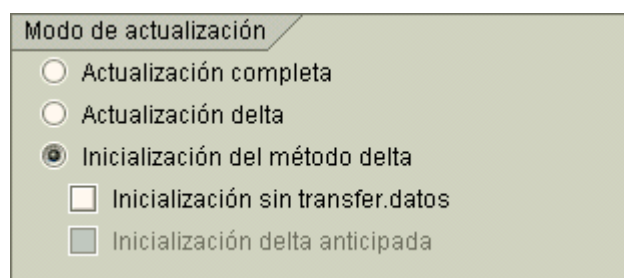 Modo de actualización
Actualización completa
Actualización delta
Inicialización del método delta
Inicialización sin transfer.datos
Inicialización delta anticipada